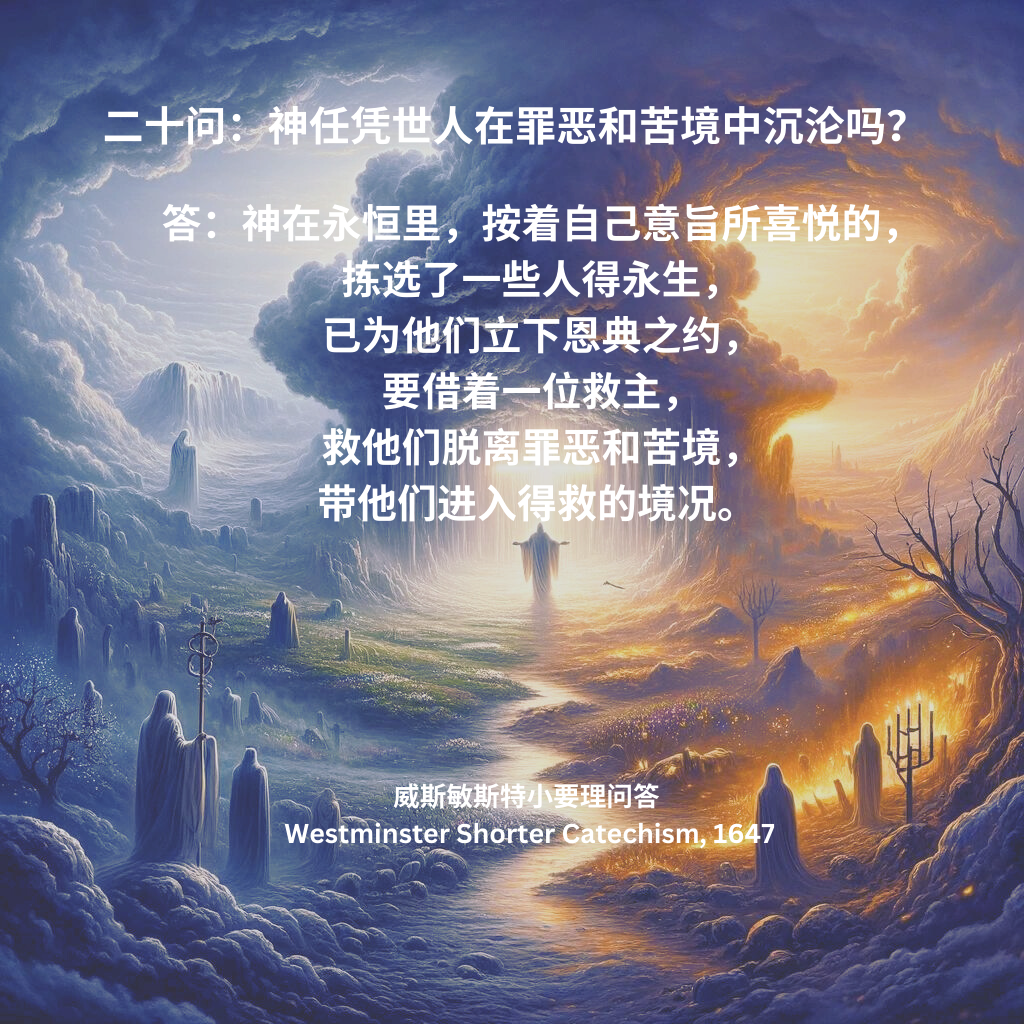 二十问：神任凭世人在罪恶和苦境中沉沦吗？
答：神在永恒里，按着自己意旨所喜悦的，
拣选了一些人得永生，
已为他们立下恩典之约，
要借着一位救主，
救他们脱离罪恶和苦境，
带他们进入得救的境况。
威斯敏斯特小要理问答
Westminster Shorter Catechism, 1647